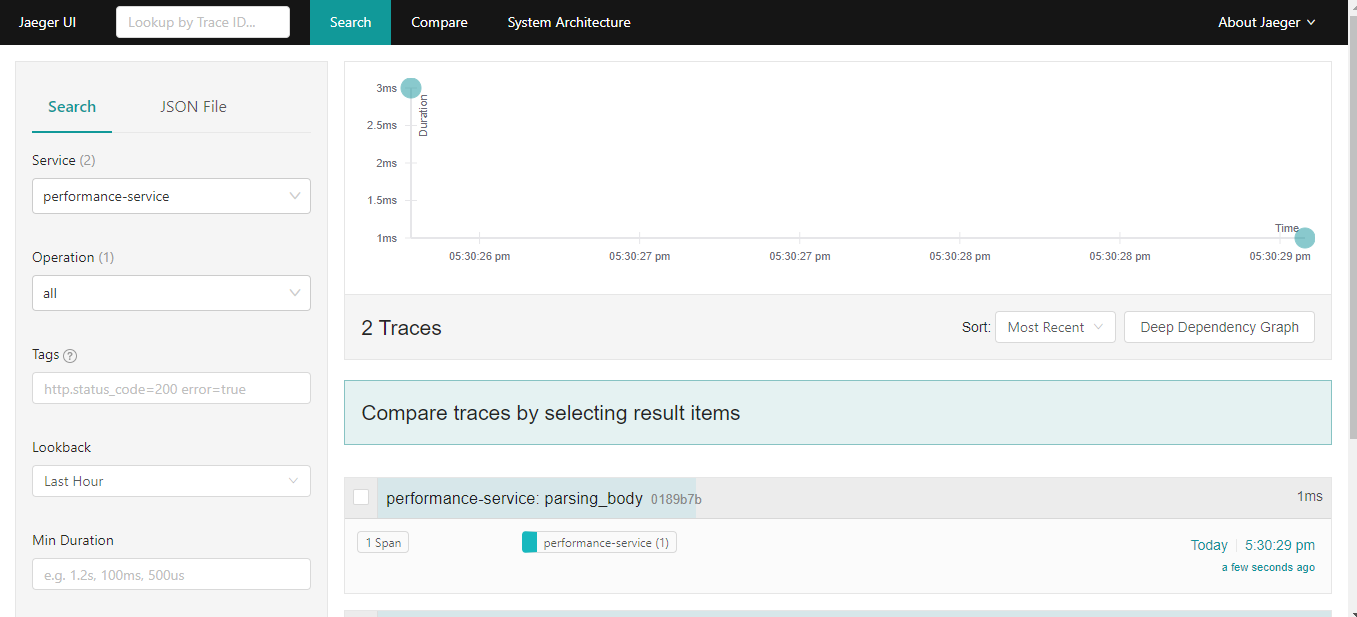 Jaeger UI
Lookup by Trace ID...
Search
Compare
System Architecture
About Jaeger
Search
JSON File
Service (2)
performance-service
Operation (1)
all
Tags ?
http.status_code=200 error=true
Lookback
Last Hour
Min Duration
e.g. 1.2s, 100ms, 500us
3ms
2.5ms
2ms
1.5ms
1ms
Duration
Time
05:30:26 pm
05:30:27 pm
05:30:27 pm
05:30:28 pm
05:30:28 pm
05:30:29 pm
2 Traces
Sort: Most Recent
Deep Dependency Graph
Compare traces by selecting result items
performance-service: parsing_body 0189b7b
1ms
1 Span
performance-service (1)
Today 5:30:29 pm
a few seconds ago